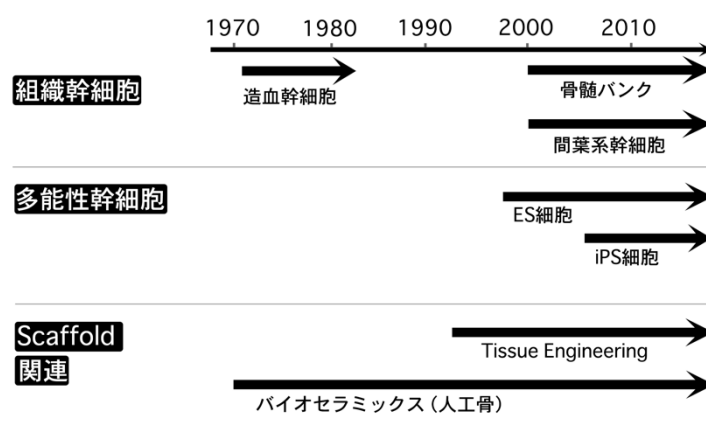 1970 1980 1990 2000 2010
組織幹細胞
造血幹細胞
骨髄バンク
間葉系幹細胞
多能性幹細胞
ES細胞
iPS細胞
Scaffold
関連
Tissue Engineering
バイオセラミックス（人工骨）